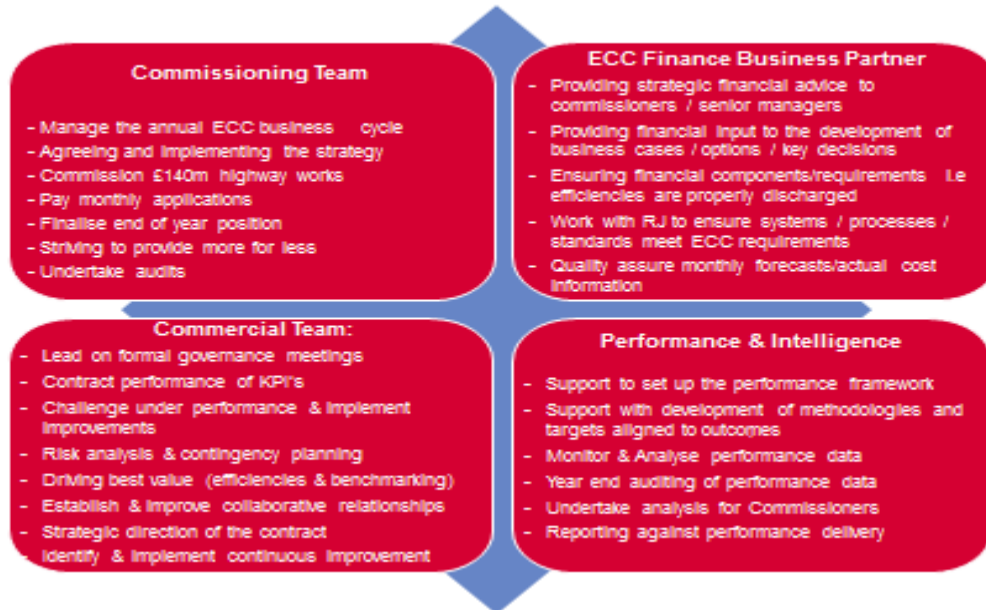 Commissioning Team
- Manage the annual ECC business cycle
- Agreeing and implementing the strategy
- Commission £140m highway works
- Pay monthly applications
- Finalise end of year position
- Striving to provide more for less
- Undertake audits
ECC Finance Business Partner
- Providing strategic financial advice to
commissioners / senior managers
- Providing financial input to the development of
business cases / options / key decisions
- Ensuring financial components/requirements i.e
efficiencies are properly discharged
- Work with RJ to ensure systems / processes /
standards meet ECC requirements
- Quality assure monthly forecasts/actual cost
information
Commercial Team:
- Lead on formal governance meetings
- Contract performance of KPI's
- Challenge under performance & implement
improvements
- Risk analysis & contingency planning
- Driving best value (efficiencies & benchmarking)
- Establish & improve collaborative relationships
- Strategic direction of the contract
- Identify & implement continuous improvement
Performance & Intelligence
- Support to set up the performance framework
- Support with development of methodologies and
targets aligned to outcomes
- Monitor & Analyse performance data
- Year end auditing of performance data
- Undertake analysis for Commissioners
- Reporting against performance delivery